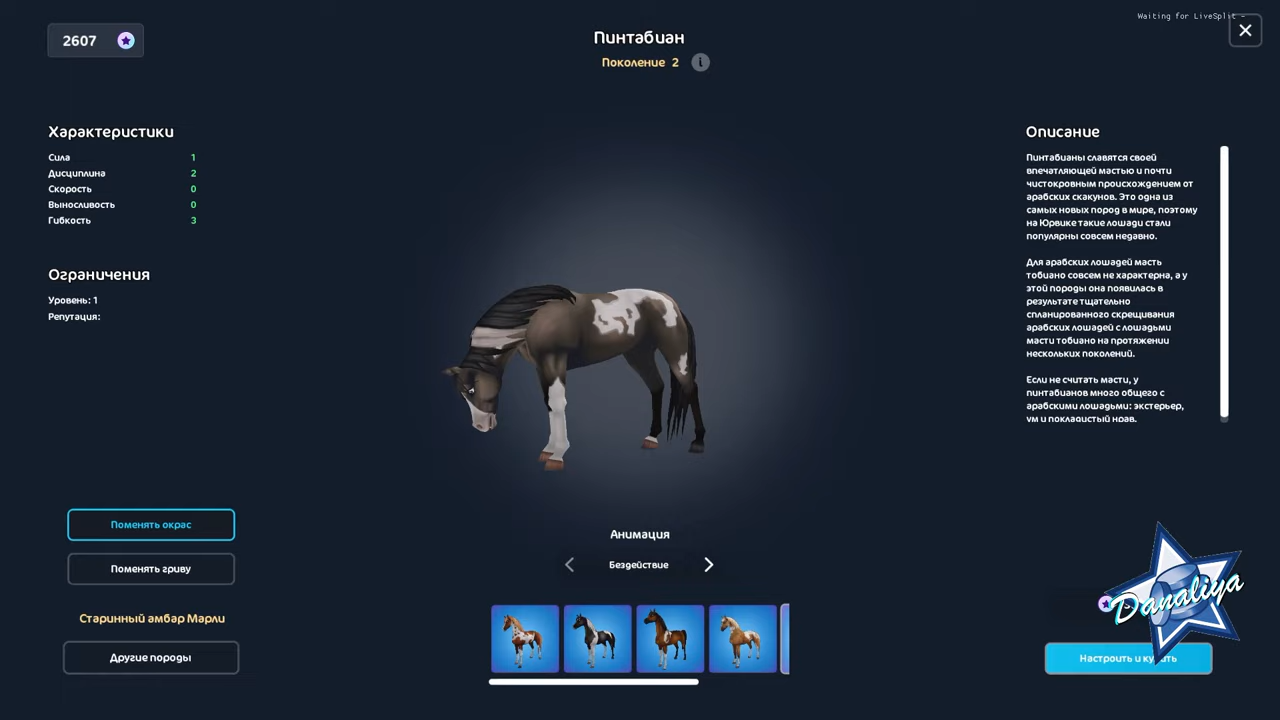 Waiting for LiveSplit -
2607
Пинтабиан
Поколение 2
i
Характеристики
Сила 1
Дисциплина 2
Скорость 0
Выносливость 0
Гибкость 3
Ограничения
Уровень: 1
Репутация:
Описание
Пинтабианы славятся своей
впечатляющей мастью и почти
чистокровным происхождением от
арабских скакунов. Это одна из
самых новых пород в мире, поэтому
на Юрвике такие лошади стали
популярны совсем недавно.
Для арабских лошадей масть
тобиано совсем не характерна, а у
этой породы она появилась в
результате тщательно
спланированного скрещивания
арабских лошадей с лошадьми
масти тобиано на протяжении
нескольких поколений.
Если не считать масти, у
пинтабианов много общего с
арабскими лошадьми: экстерьер,
ум и покладистый нрав.
Поменять окрас
Поменять гриву
Старинный амбар Марли
Другие породы
Анимация
Бездействие
Danaliya
Настроить и купить